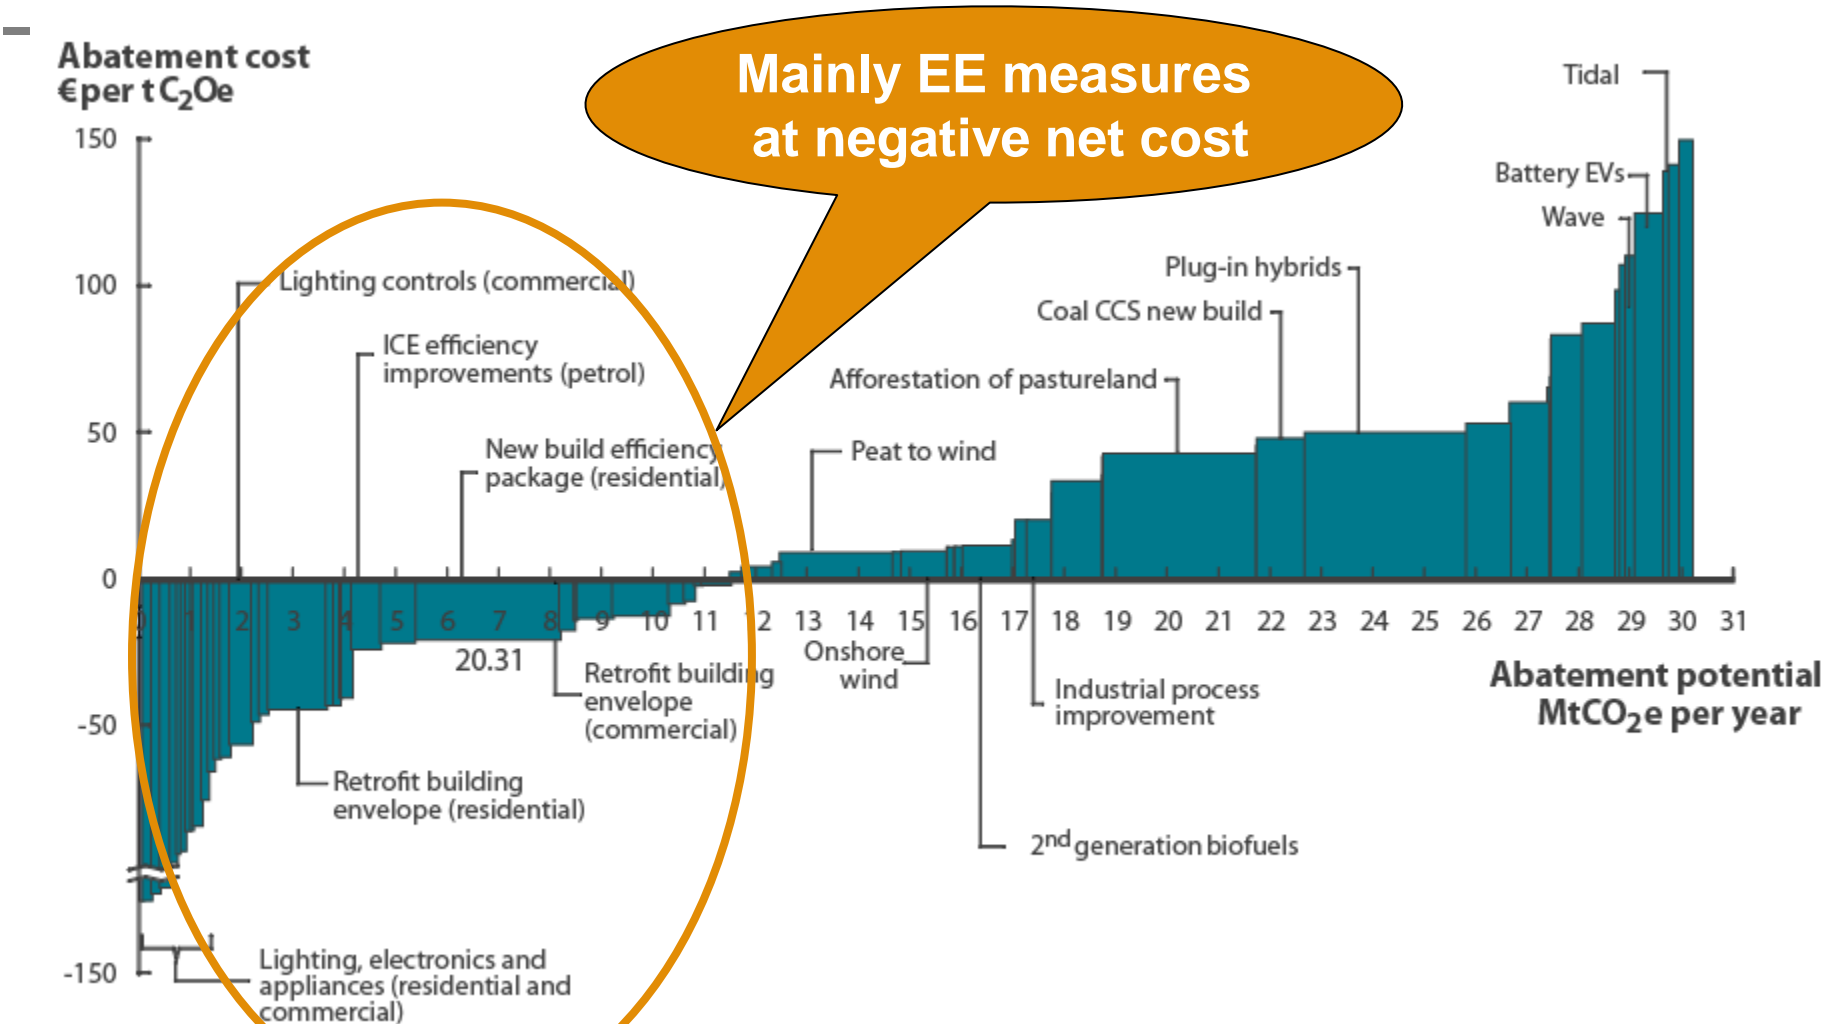 Abatement cost
€ per t C2Oe
Mainly EE measures
at negative net cost
150
100
50
0
-50
-150
Lighting controls (commercial)
ICE efficiency
improvements (petrol)
New build efficiency
package (residential)
Peat to wind
Afforestation of pastureland
Coal CCS new build
Plug-in hybrids
Wave
Battery EVs
Tidal
0 1 2 3 4 5 6 7 8 9 10 11 12 13 14 15 16 17 18 19 20 21 22 23 24 25 26 27 28 29 30 31
20.31
Retrofit building
envelope
(commercial)
Onshore
wind
Industrial process
improvement
Abatement potential
MtCO2e per year
Retrofit building
envelope (residential)
2nd generation biofuels
Lighting, electronics and
appliances (residential and
commercial)